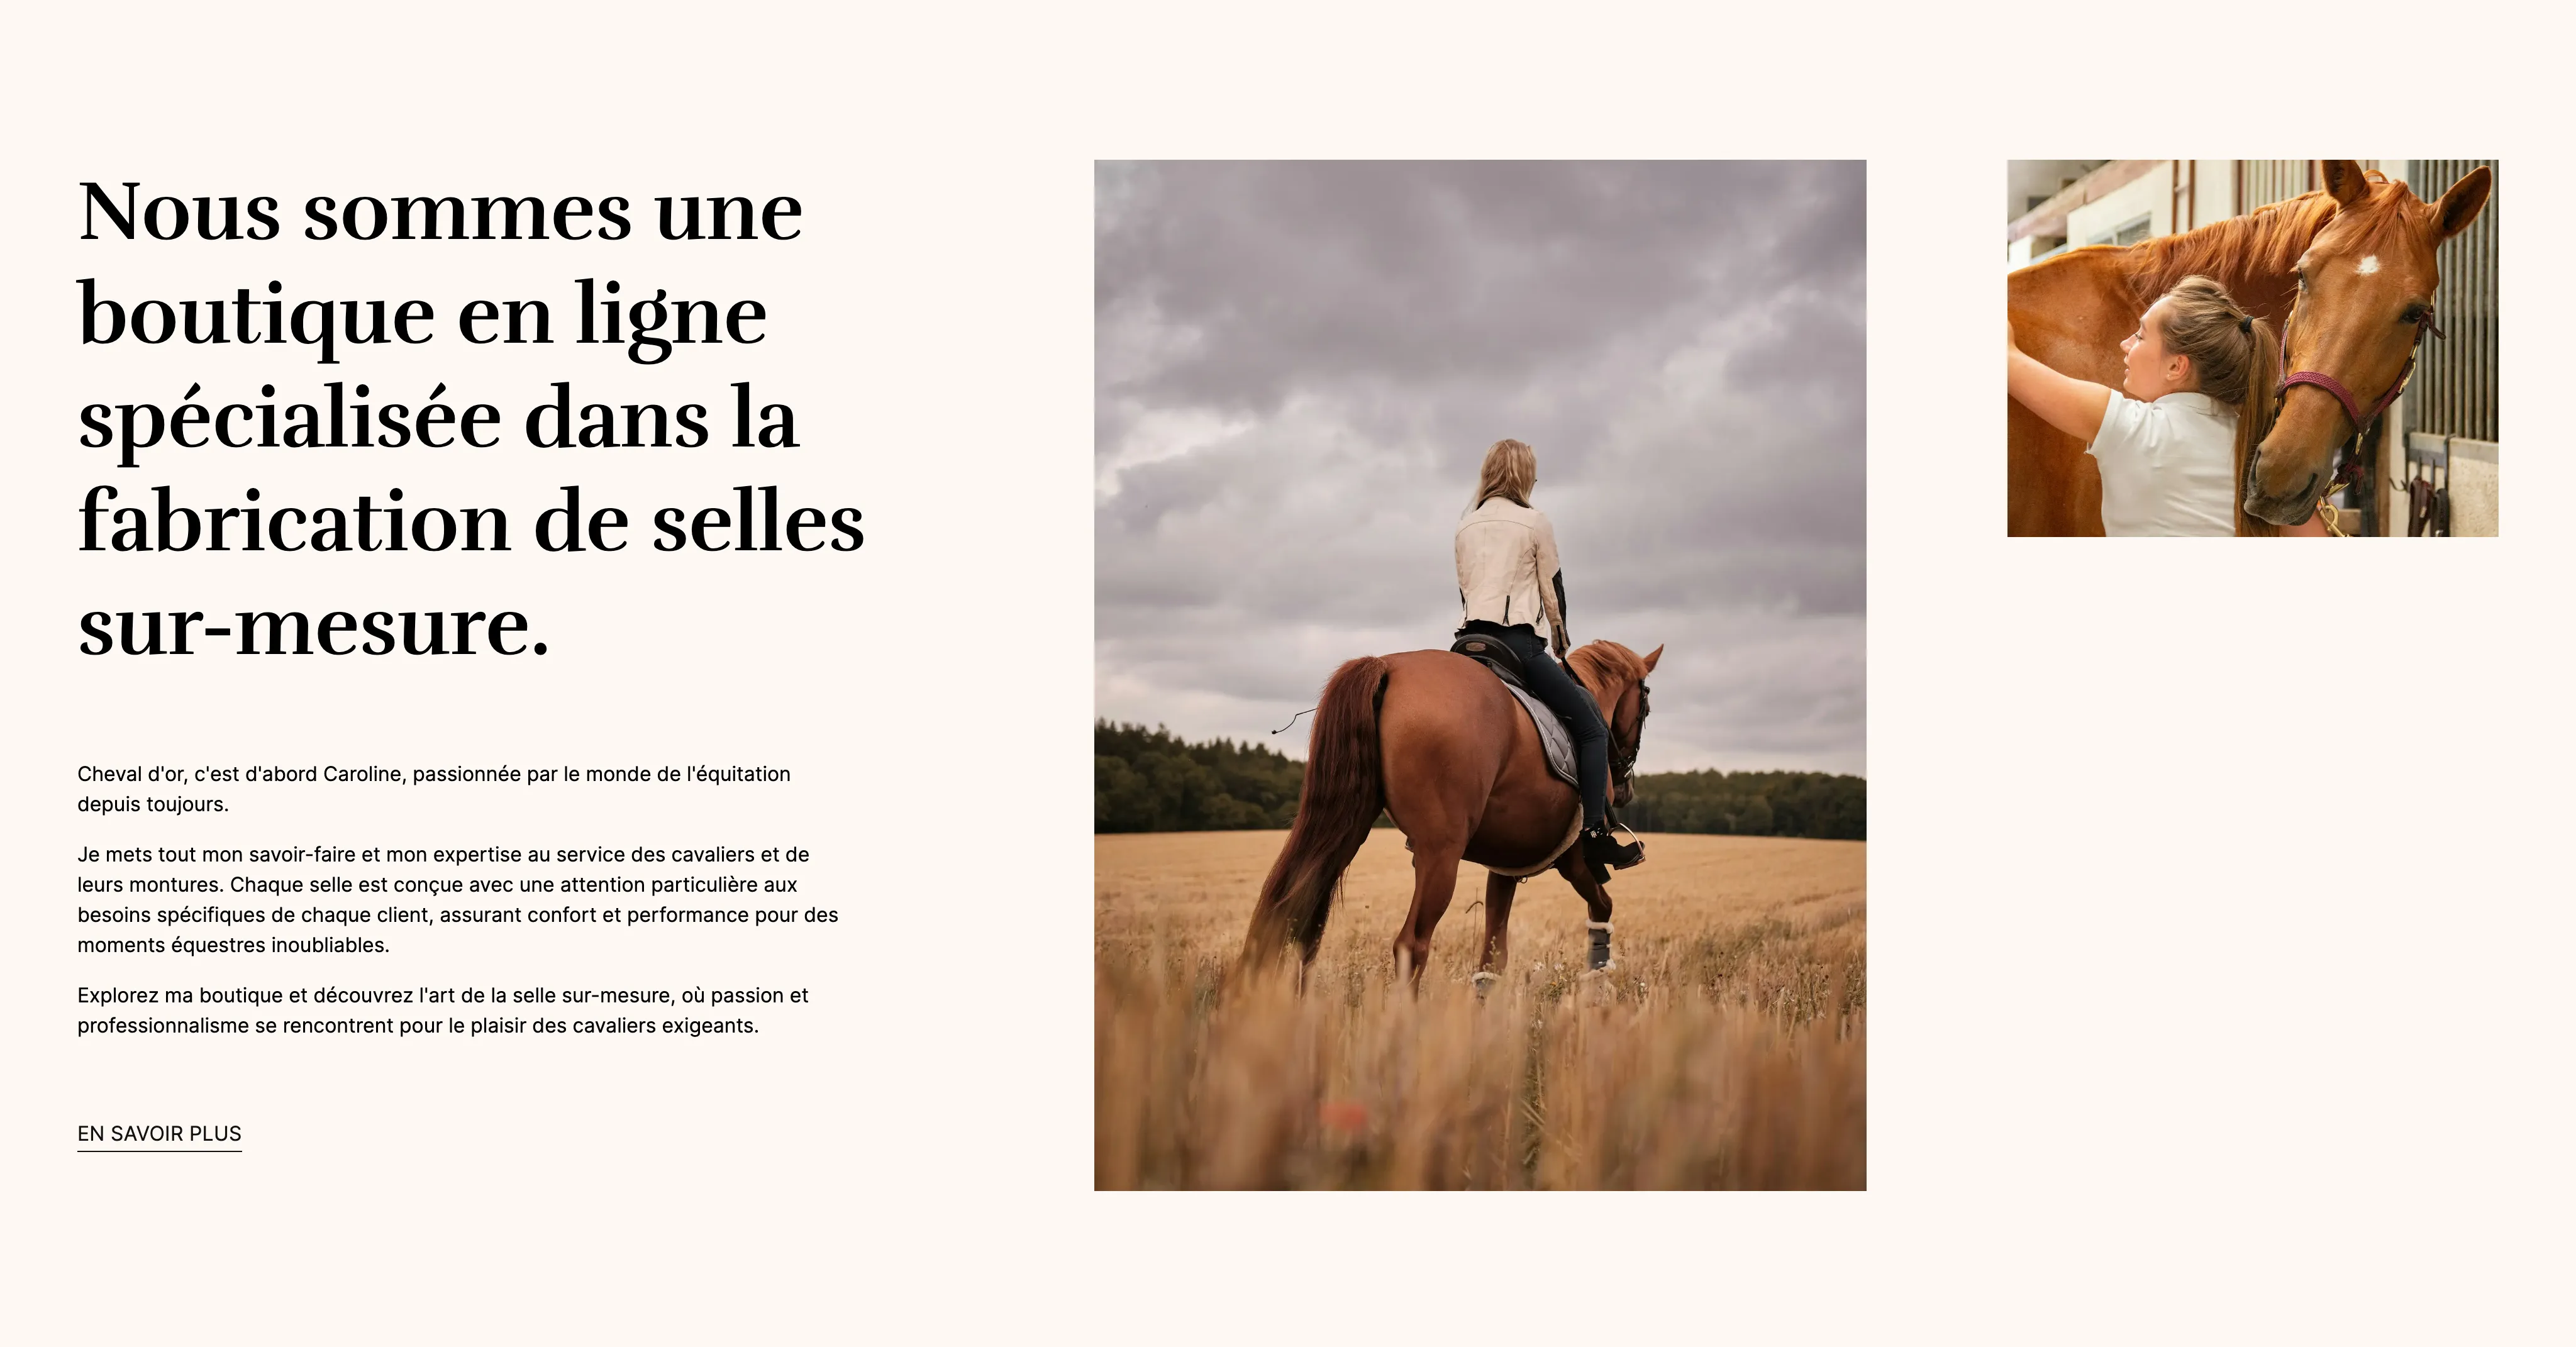 Nous sommes une
boutique en ligne
spécialisée dans la
fabrication de selles
sur-mesure.
Cheval d'or, c'est d'abord Caroline, passionnée par le monde de l'équitation
depuis toujours.
Je mets tout mon savoir-faire et mon expertise au service des cavaliers et de
leurs montures. Chaque selle est conçue avec une attention particulière aux
besoins spécifiques de chaque client, assurant confort et performance pour des
moments équestres inoubliables.
Explorez ma boutique et découvrez l'art de la selle sur-mesure, où passion et
professionnalisme se rencontrent pour le plaisir des cavaliers exigeants.
EN SAVOIR PLUS